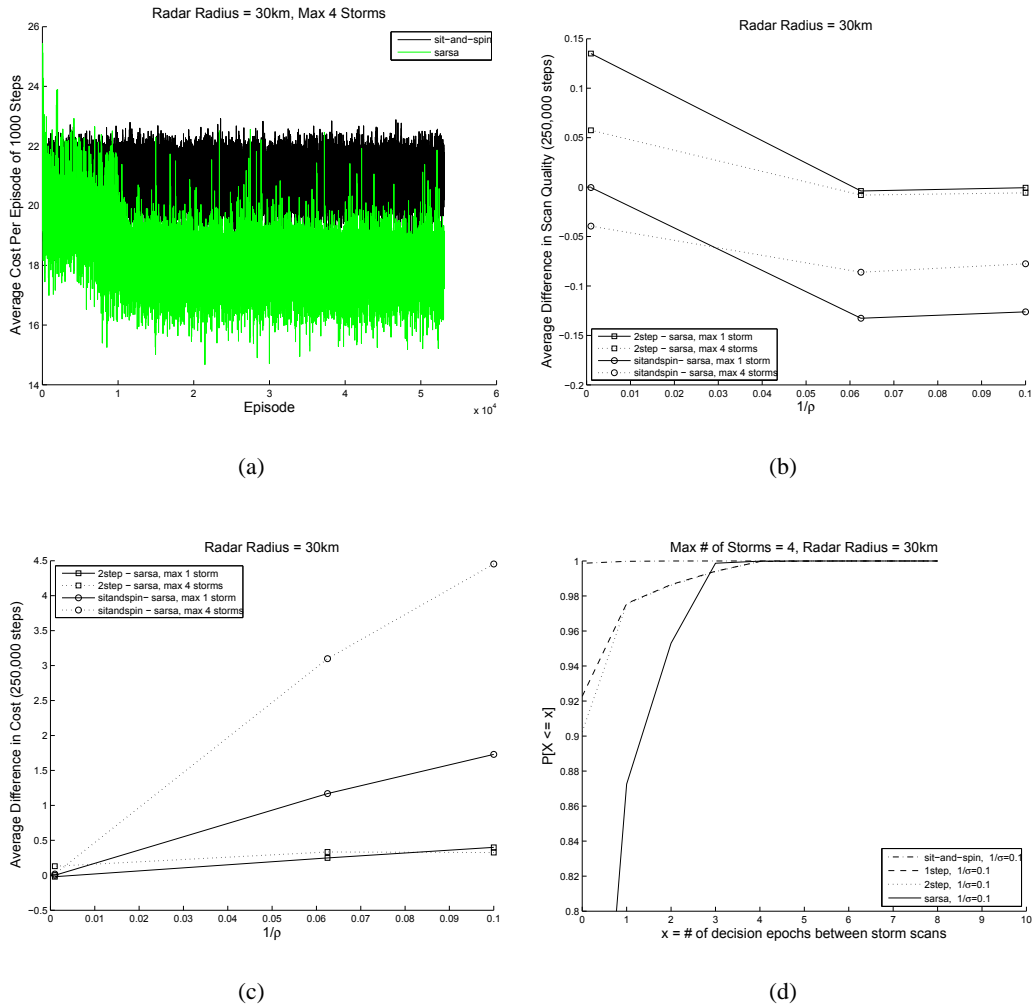 Radar Radius = 30km, Max 4 Storms
26
24
22
20
18
16
14
Average Cost Per Episode of 1000 Steps
sit-and-spin
sarsa
0
1
2
3
4
5
6
x 10^4
Episode
(a)
Radar Radius = 30km
0.15
0.1
0.05
0
−0.05
−0.1
−0.15
−0.2
Average Difference in Scan Quality (250,000 steps)
2step − sarsa, max 1 storm
2step − sarsa, max 4 storms
sitandspin− sarsa, max 1 storm
sitandspin − sarsa, max 4 storms
0
0.01
0.02
0.03
0.04
0.05
0.06
0.07
0.08
0.09
0.1
1/ρ
(b)
Radar Radius = 30km
4.5
4
3.5
3
2.5
2
1.5
1
0.5
0
−0.5
Average Difference in Cost (250,000 steps)
2step − sarsa, max 1 storm
2step − sarsa, max 4 storms
sitandspin− sarsa, max 1 storm
sitandspin − sarsa, max 4 storms
0
0.01
0.02
0.03
0.04
0.05
0.06
0.07
0.08
0.09
0.1
1/ρ
(c)
Max # of Storms = 4, Radar Radius = 30km
1
0.98
0.96
0.94
0.92
0.9
0.88
0.86
0.84
0.82
0.8
P[X <= x]
sit−and−spin, 1/σ=0.1
1step, 1/σ=0.1
2step, 1/σ=0.1
sarsa, 1/σ=0.1
0
1
2
3
4
5
6
7
8
9
10
x = # of decision epochs between storm scans
(d)